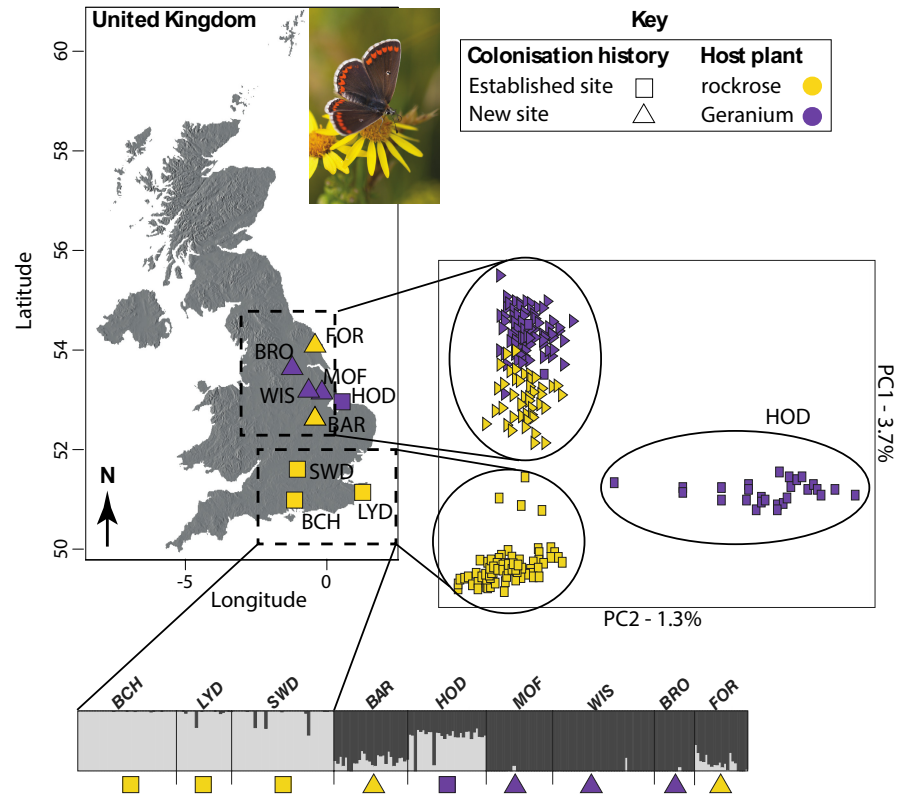 United Kingdom
Key
Colonisation history
Host plant
Established site
rockrose
New site
Geranium
60
58
56
54
52
50
Latitude
-5
0
Longitude
N
FOR
BRO
MOF
WIS
HOD
BAR
SWD
BCH
LYD
HOD
PC1 - 3.7%
PC2 - 1.3%
BCH
LYD
SWD
BAR
HOD
MOF
WIS
BRO
FOR